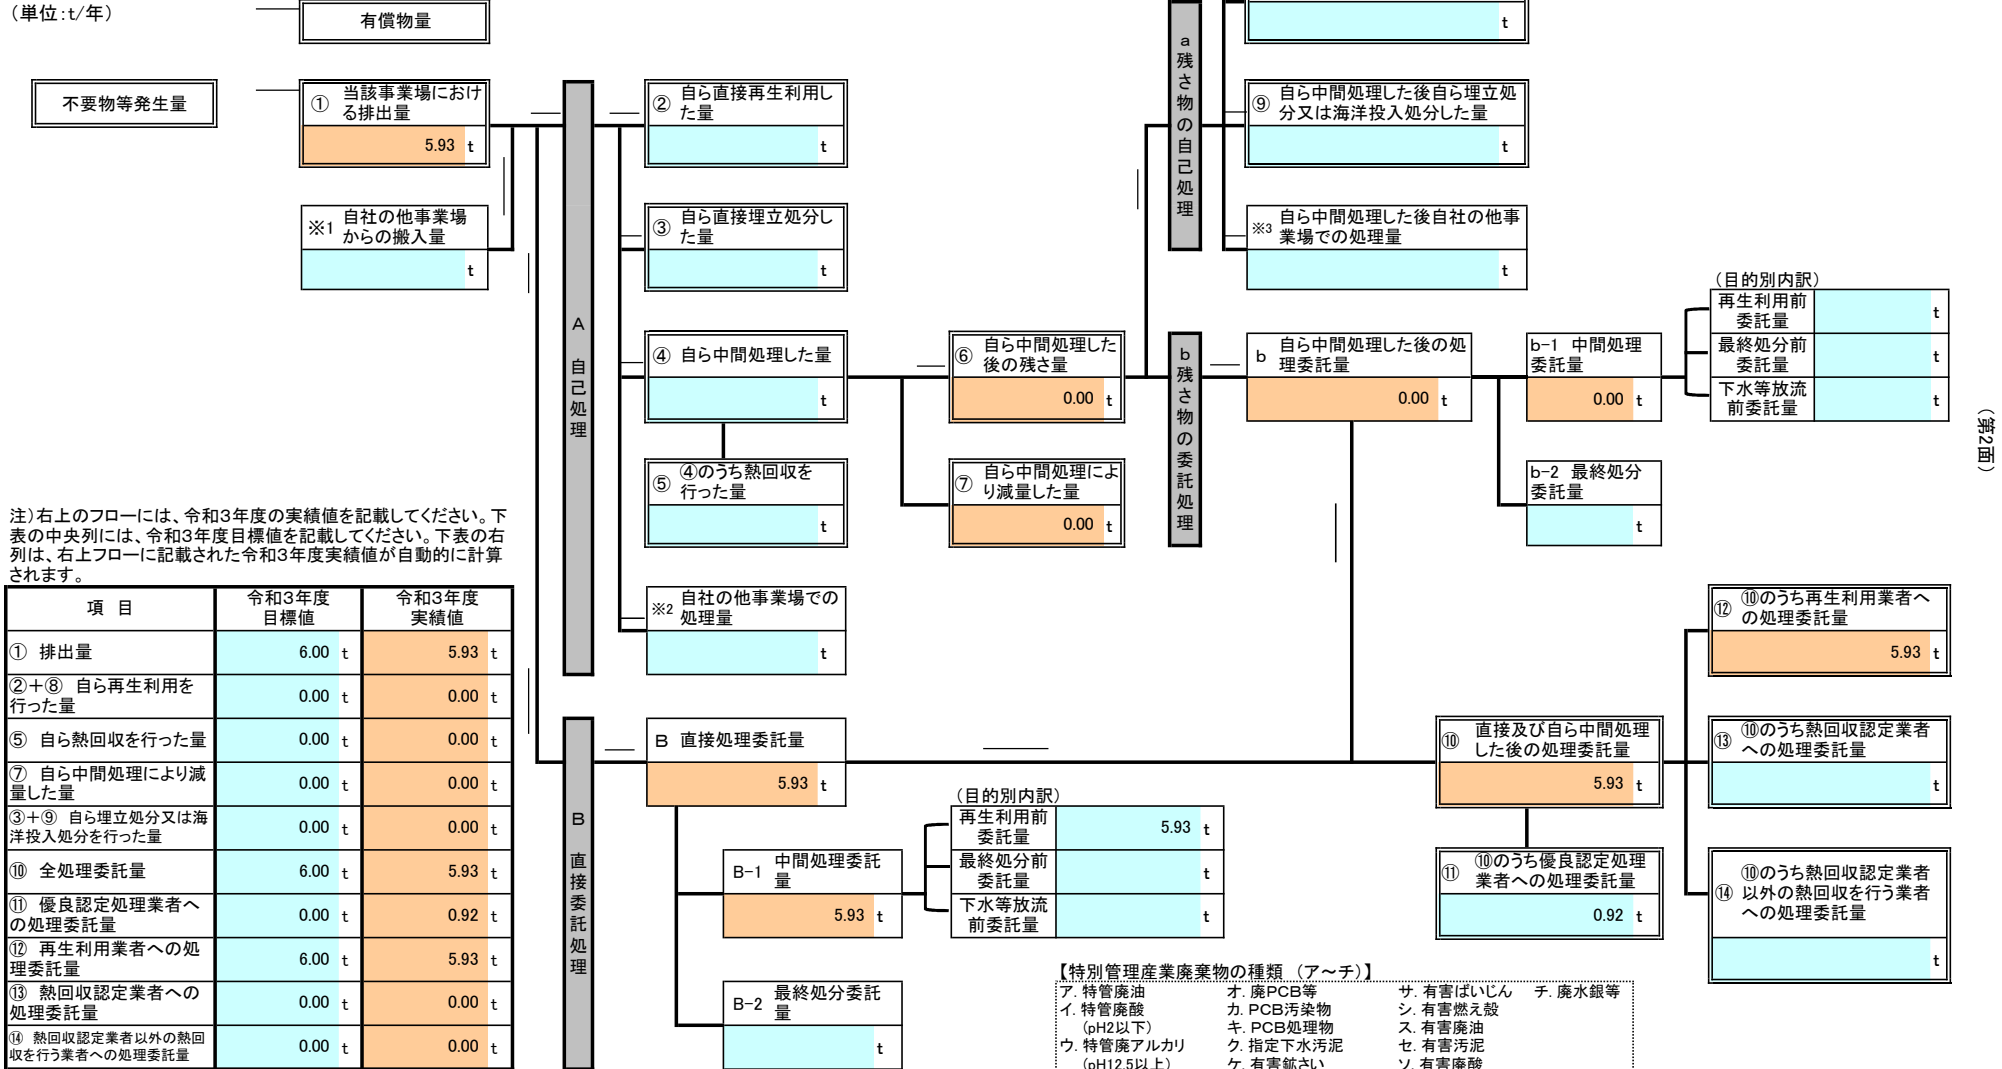 （単位：t/年）
有償物量
t
不要物等発生量
① 当該事業場におけ
る排出量
5.93 t
※1 自社の他事業場
からの搬入量
t
A 自己処理
② 自ら直接再生利用し
た量
t
③ 自ら直接埋立処分し
た量
t
④ 自ら中間処理した量
t
⑤ ④のうち熱回収を
行った量
t
※2 自社の他事業場での
処理量
t
⑥ 自ら中間処理した
後の残さ量
0.00 t
⑦ 自ら中間処理によ
り減量した量
0.00 t
a 残さ物の自己処理
⑨ 自ら中間処理した後自ら埋立処
分又は海洋投入処分した量
t
※3 自ら中間処理した後自社の他事
業場での処理量
t
b 残さ物の委託処理
b 自ら中間処理した後の処
理委託量
0.00 t
b-1 中間処理
委託量
0.00 t
b-2 最終処分
委託量
t
（目的別内訳）
再生利用前
委託量
t
最終処分前
委託量
t
下水等放流
前委託量
t
（第2面）
注）右上のフローには、令和3年度の実績値を記載してください。下
表の中央列には、令和3年度目標値を記載してください。下表の右
列は、右上フローに記載された令和3年度実績値が自動的に計算
されます。
項 目 令和3年度 目標値 令和3年度 実績値
① 排出量 6.00 t 5.93 t
②＋⑧ 自ら再生利用を
行った量 0.00 t 0.00 t
⑤ 自ら熱回収を行った量 0.00 t 0.00 t
⑦ 自ら中間処理により減
量した量 0.00 t 0.00 t
③＋⑨ 自ら埋立処分又は海
洋投入処分を行った量 0.00 t 0.00 t
⑩ 全処理委託量 6.00 t 5.93 t
⑪ 優良認定処理業者へ
の処理委託量 0.00 t 0.92 t
⑫ 再生利用業者への処
理委託量 6.00 t 5.93 t
⑬ 熱回収認定業者への
処理委託量 0.00 t 0.00 t
⑭ 熱回収認定業者以外の熱回
収を行う業者への処理委託量 0.00 t 0.00 t
B 直接委託処理
B 直接処理委託量
5.93 t
B-1 中間処理委託
量
5.93 t
B-2 最終処分委託
量
t
（目的別内訳）
再生利用前
委託量
5.93 t
最終処分前
委託量
t
下水等放流
前委託量
t
⑩ 直接及び自ら中間処理
した後の処理委託量
5.93 t
⑪ ⑩のうち優良認定処理
業者への処理委託量
0.92 t
⑫ ⑩のうち再生利用業者へ
の処理委託量
5.93 t
⑬ ⑩のうち熱回収認定業者
への処理委託量
t
⑭ ⑩のうち熱回収認定業者
以外の熱回収を行う業者
への処理委託量
t
【特別管理産業廃棄物の種類 （ア～チ）】
ア. 特管廃油 オ. 廃PCB等 サ. 有害ばいじん チ. 廃水銀等
イ. 特管廃酸 カ. PCB汚染物 シ. 有害燃え殻
（pH2以下） キ. PCB処理物 ス. 有害廃油
ウ. 特管廃アルカリ ク. 指定下水汚泥 セ. 有害汚泥
（pH12.5以上） ケ. 有害鉱さい ソ. 有害廃酸